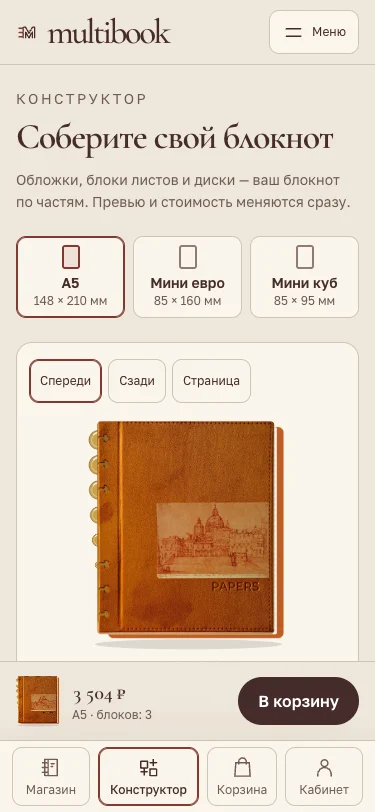 multibook
Меню
КОНСТРУКТОР
Соберите свой блокнот
Обложки, блоки листов и диски — ваш блокнот
по частям. Превью и стоимость меняются сразу.
А5
148 × 210 мм
Мини евро
85 × 160 мм
Мини куб
85 × 95 мм
Спереди
Сзади
Страница
PAPERS
3 504 ₽
А5 · блоков: 3
В корзину
Магазин
Конструктор
Корзина
Кабинет